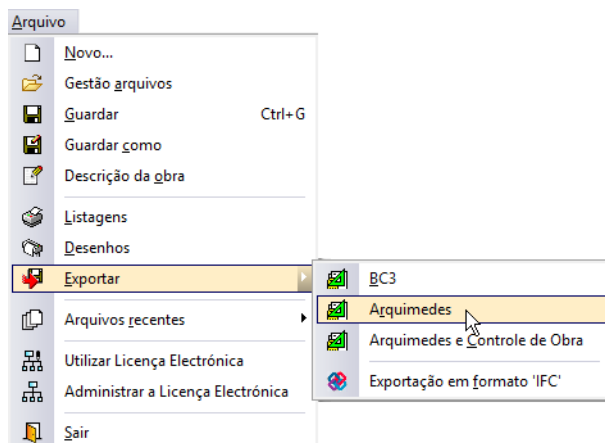 Arquivo
Novo...
Gestão arquivos
Guardar Ctrl+G
Guardar como
Descrição da obra
Listagens
Desenhos
Exportar
BC3
Arquimedes
Arquivos recentes
Arquimedes e Controle de Obra
Utilizar Licença Electrónica
Exportação em formato 'IFC'
Administrar a Licença Electrónica
Sair